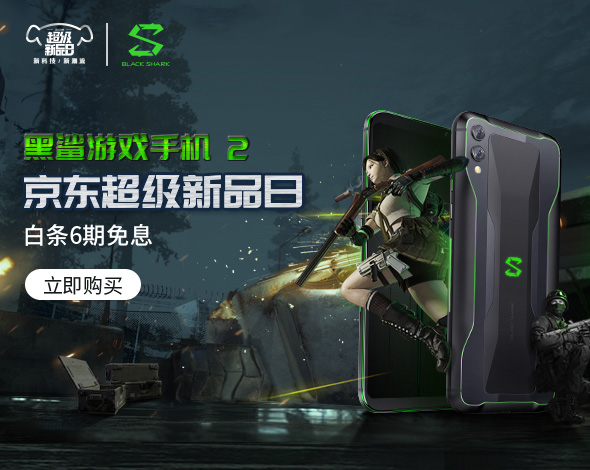 超级
新品日
新科技/新潮流
BLACK SHARK
黑鲨游戏手机 2
京东超级新品日
白条6期免息
立即购买